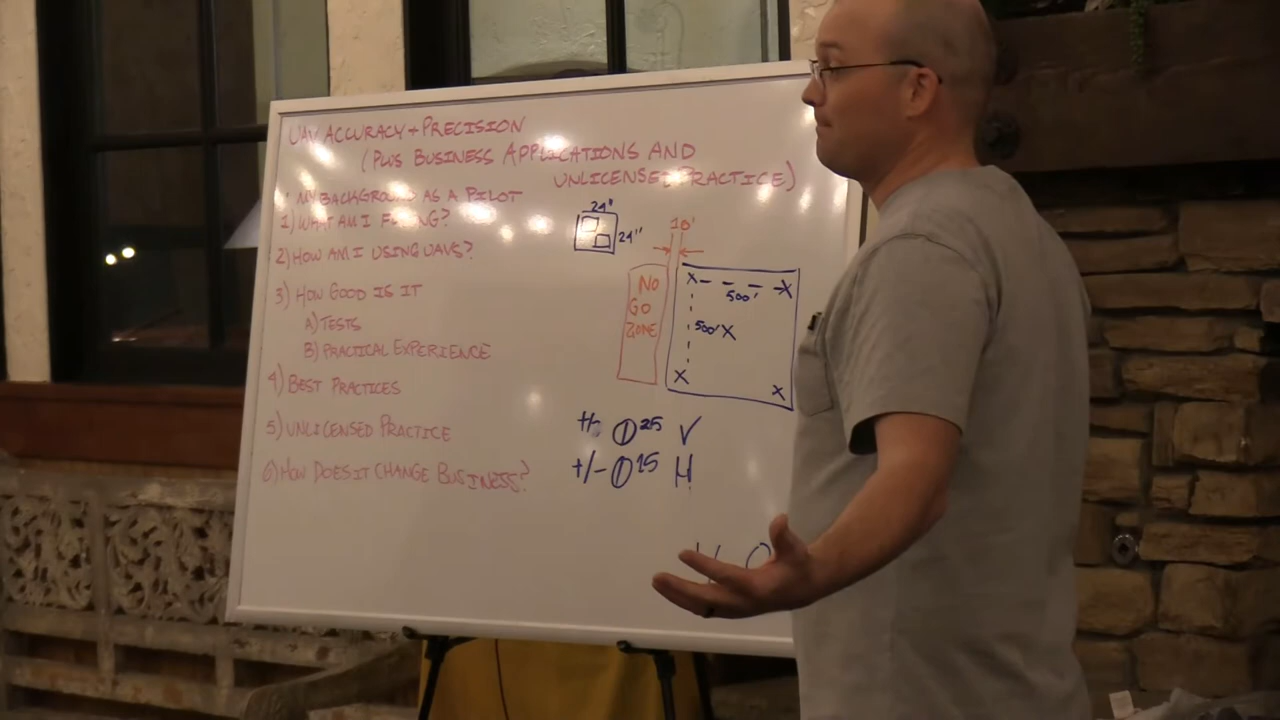 UAV ACCURACY + PRECISION
(PLUS BUSINESS APPLICATIONS AND
UNLICENSED PRACTICE)
MY BACKGROUND AS A PILOT
1) WHAT AM I FLYING?
2) HOW AM I USING UAVS?
3) HOW GOOD IS IT
A) TESTS
B) PRACTICAL EXPERIENCE
4) BEST PRACTICES
5) UNLICENSED PRACTICE
6) HOW DOES IT CHANGE BUSINESS?
24"
24"
10'
NO
GO
ZONE
X X
500'
500' X
X X
+/- 0 25 V
+/- 0 15 H